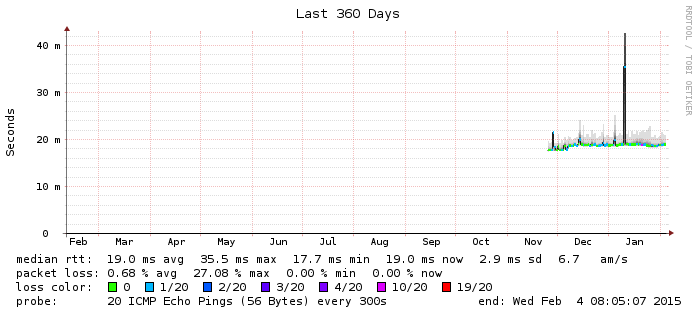 Last 360 Days
RRDTOOL / TOBI OETIKER
Seconds
40 m
30 m
20 m
10 m
0
Feb Mar Apr May Jun Jul Aug Sep Oct Nov Dec Jan
median rtt: 19.0 ms avg 35.5 ms max 17.7 ms min 19.0 ms now 2.9 ms sd 6.7 am/s
packet loss: 0.68 % avg 27.08 % max 0.00 % min 0.00 % now
loss color: 0 1/20 2/20 3/20 4/20 10/20 19/20
probe: 20 ICMP Echo Pings (56 Bytes) every 300s end: Wed Feb 4 08:05:07 2015